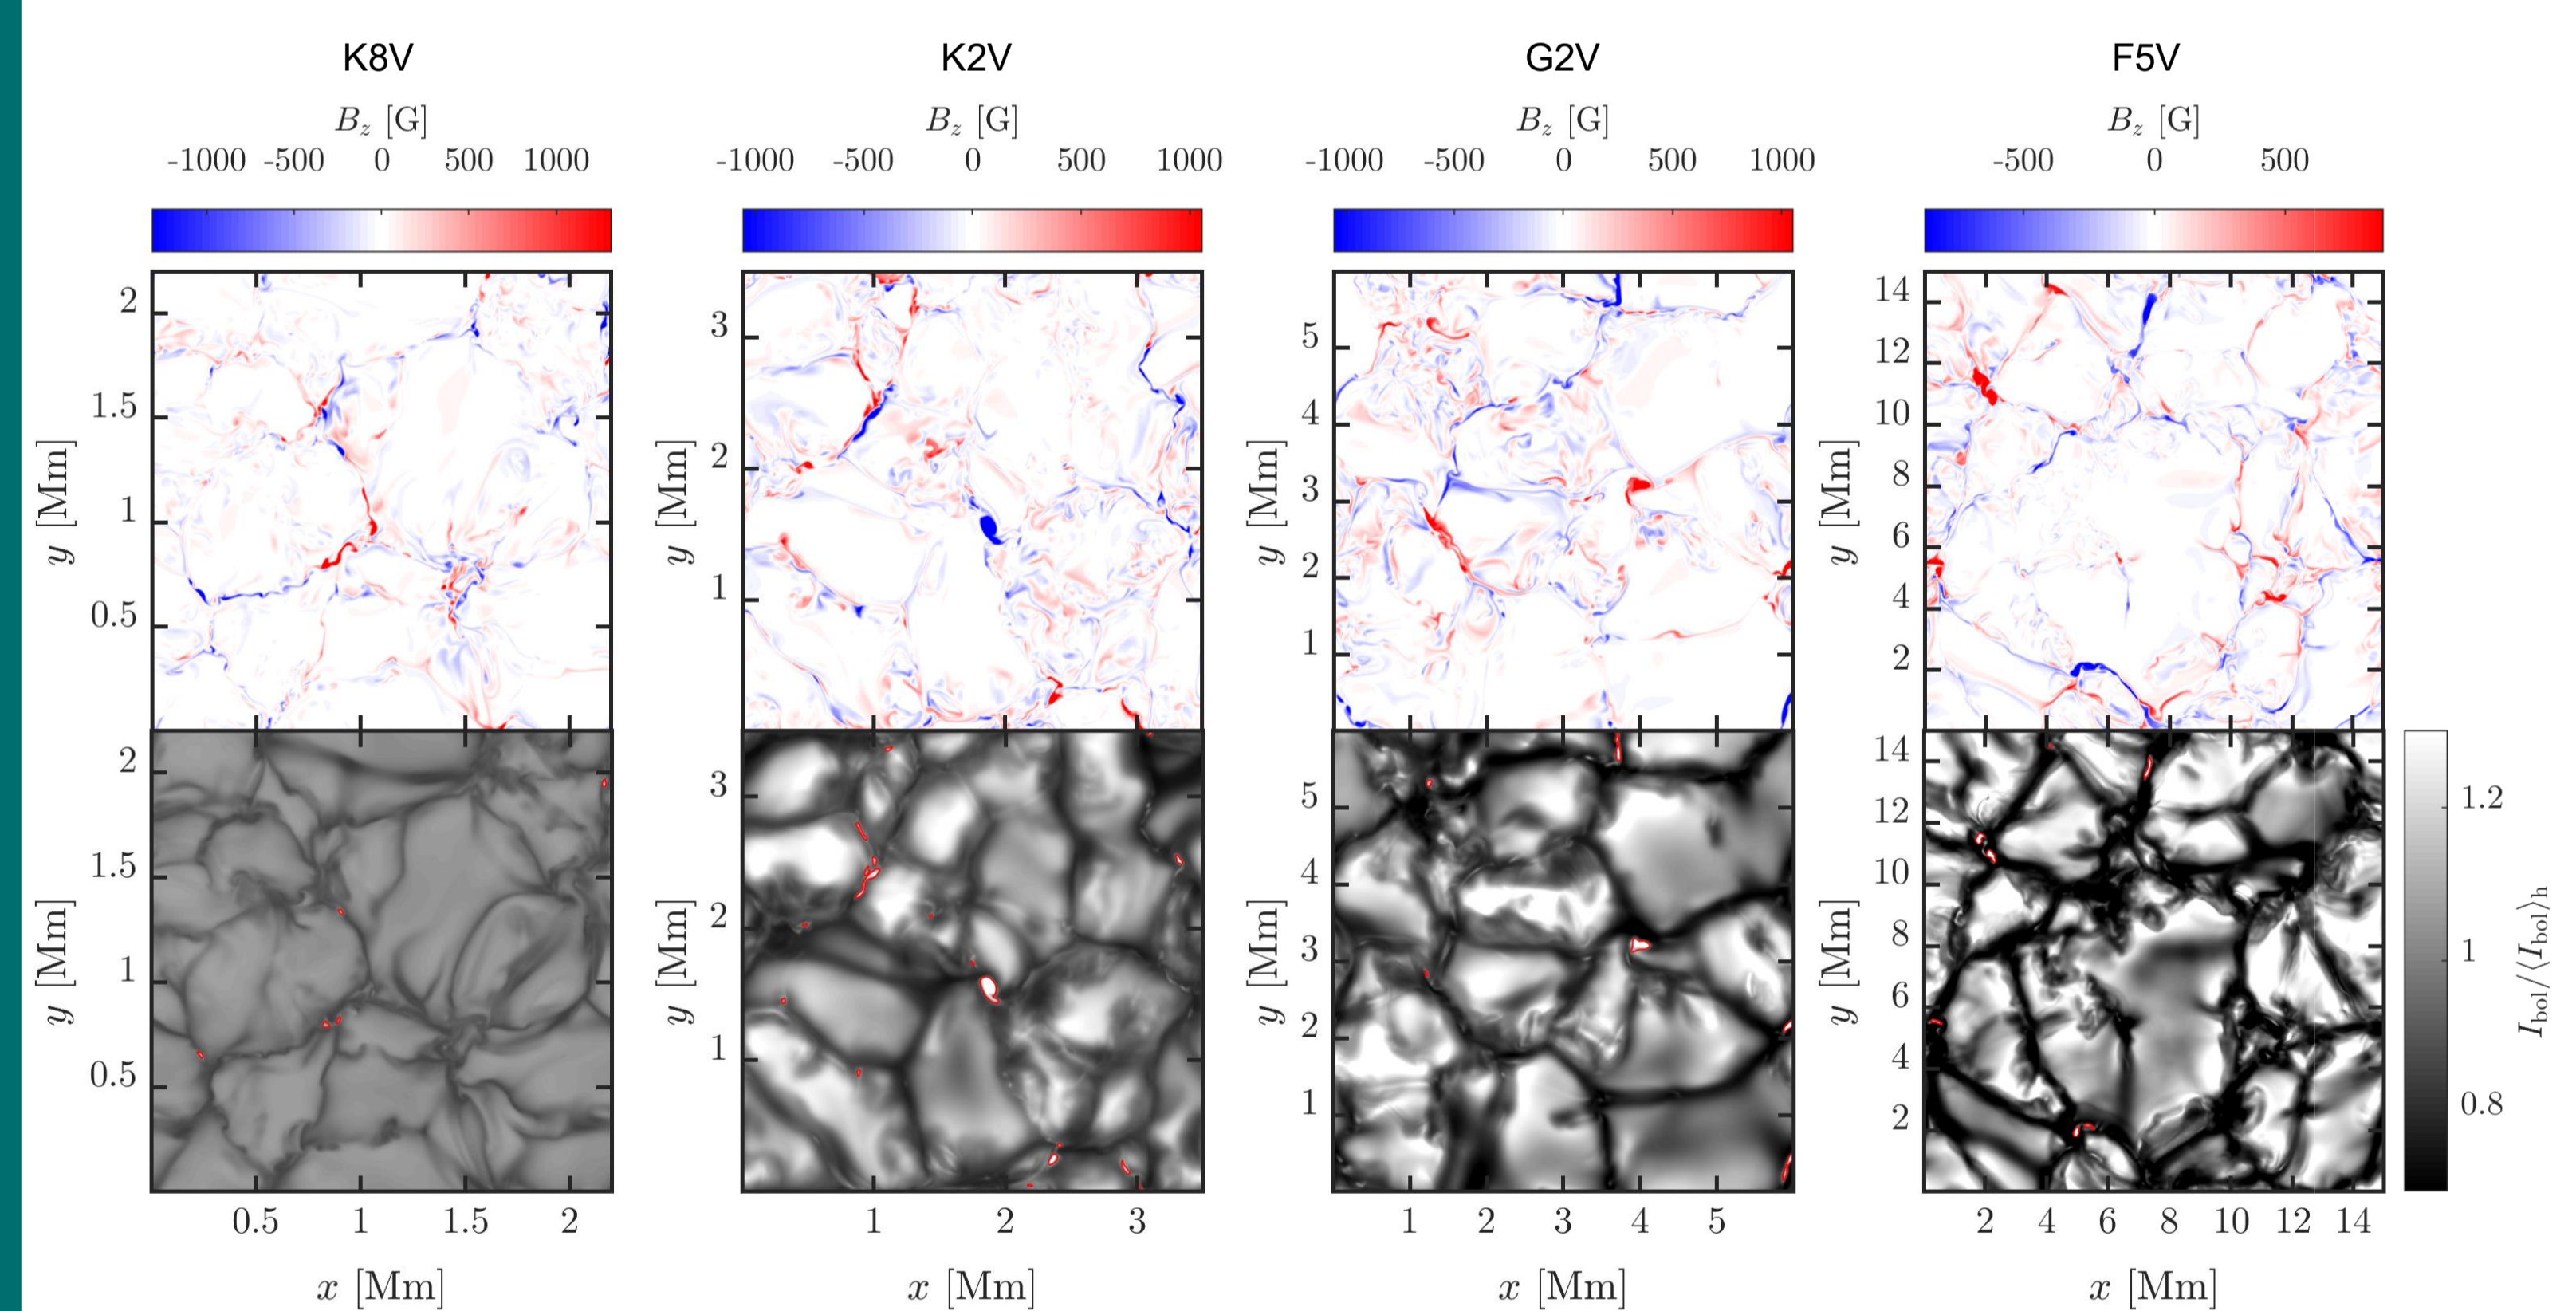 K8V K2V G2V F5V
B_z [G] B_z [G] B_z [G] B_z [G]
-1000 -500 0 500 1000 -1000 -500 0 500 1000 -1000 -500 0 500 1000 -500 0 500
y [Mm] 2 1.5 1 0.5
y [Mm] 3 2 1
y [Mm] 5 4 3 2 1
y [Mm] 14 12 10 8 6 4 2
y [Mm] 2 1.5 1 0.5
y [Mm] 3 2 1
y [Mm] 5 4 3 2 1
y [Mm] 14 12 10 8 6 4 2
1.2
1
0.8
I_bol/⟨I_bol⟩_h
0.5 1 1.5 2 1 2 3 1 2 3 4 5 2 4 6 8 10 12 14
x [Mm] x [Mm] x [Mm] x [Mm]